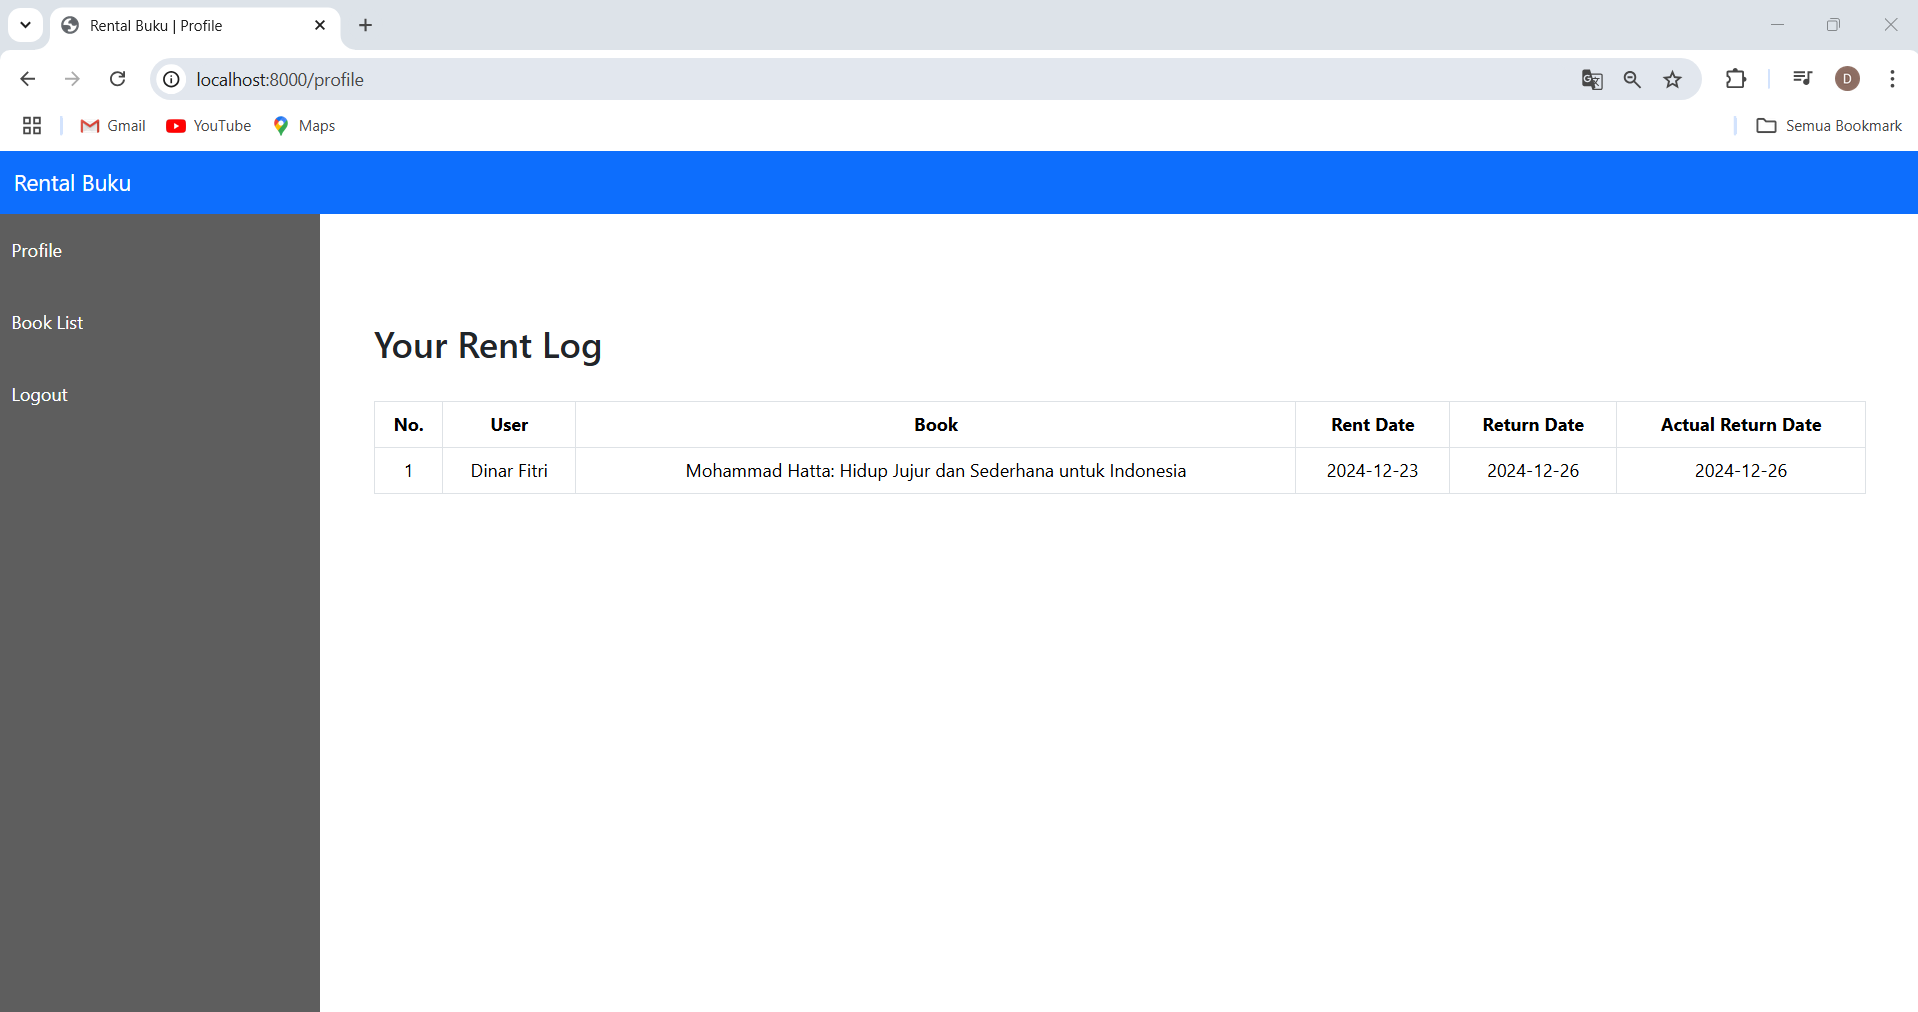 Rental Buku | Profile
localhost:8000/profile
D
Gmail YouTube Maps Semua Bookmark
Rental Buku
Profile
Book List
Logout
Your Rent Log
No. User Book Rent Date Return Date Actual Return Date
1 Dinar Fitri Mohammad Hatta: Hidup Jujur dan Sederhana untuk Indonesia 2024-12-23 2024-12-26 2024-12-26